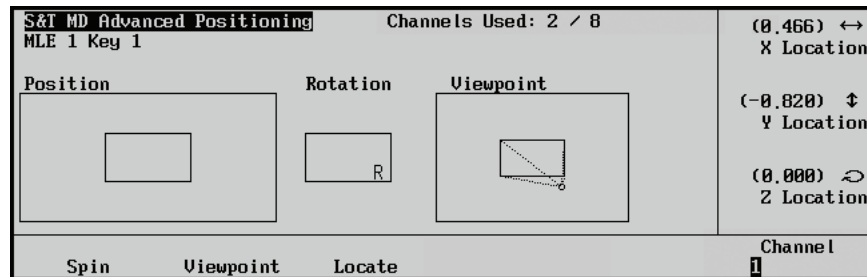 S&T MD Advanced Positioning Channels Used: 2 / 8
MLE 1 Key 1
Position Rotation Viewpoint
R
(0.466) ↔
X Location
(-0.820) ↕
Y Location
(0.000)
Z Location
Spin Viewpoint Locate
Channel
1